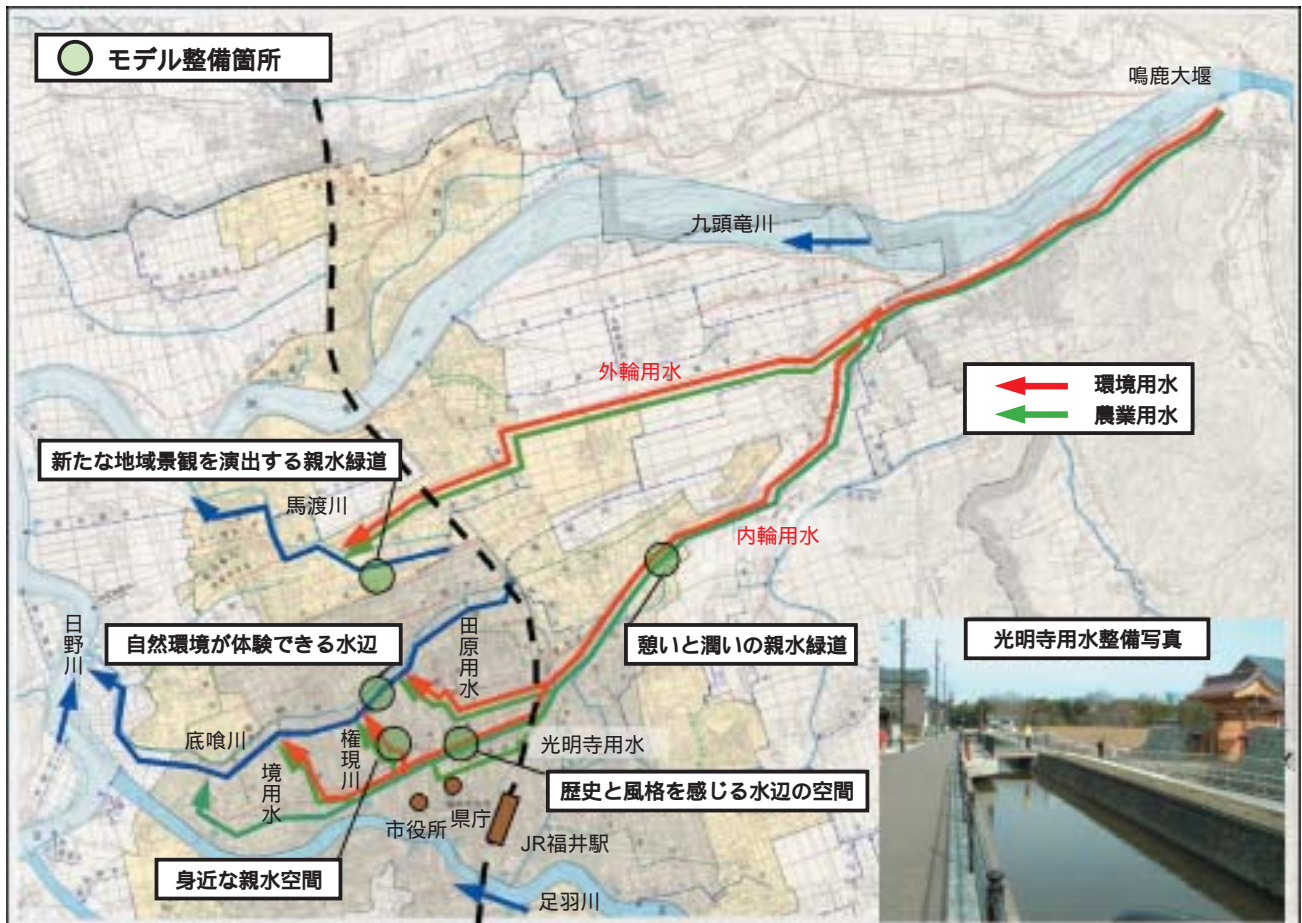 モデル整備箇所
鳴鹿大堰
九頭竜川
外輪用水
環境用水
農業用水
新たな地域景観を演出する親水緑道
馬渡川
内輪用水
日野川
自然環境が体験できる水辺
田原用水
憩いと潤いの親水緑道
光明寺用水整備写真
底喰川
権現川
境用水
光明寺用水
歴史と風格を感じる水辺の空間
市役所
県庁
JR福井駅
身近な親水空間
足羽川